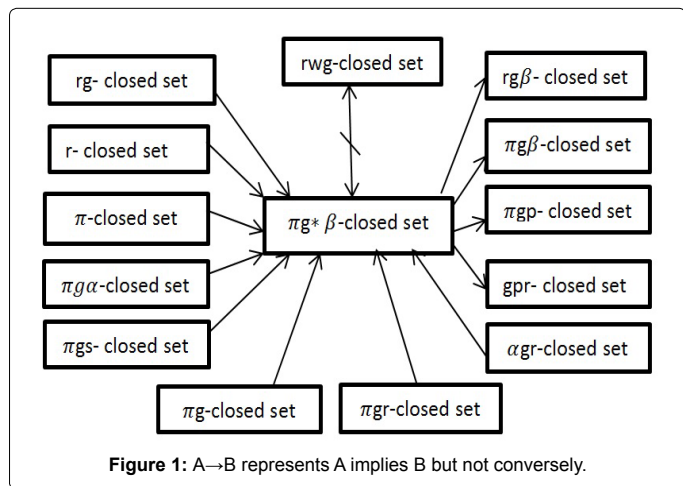 rg- closed set
rwg-closed set
rgβ- closed set
r- closed set
πgβ-closed set
π-closed set
πg* β-closed set
πgp- closed set
πgα-closed set
gpr- closed set
πgs- closed set
αgr-closed set
πg-closed set
πgr-closed set
Figure 1: A→B represents A implies B but not conversely.